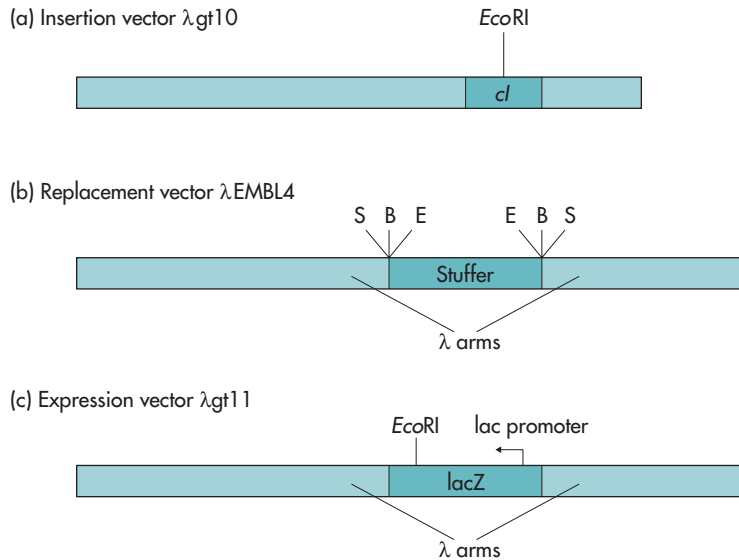 (a) Insertion vector λgt10
EcoRI
cI
(b) Replacement vector λEMBL4
S B E E B S
Stuffer
λ arms
(c) Expression vector λgt11
EcoRI lac promoter
lacZ
λ arms